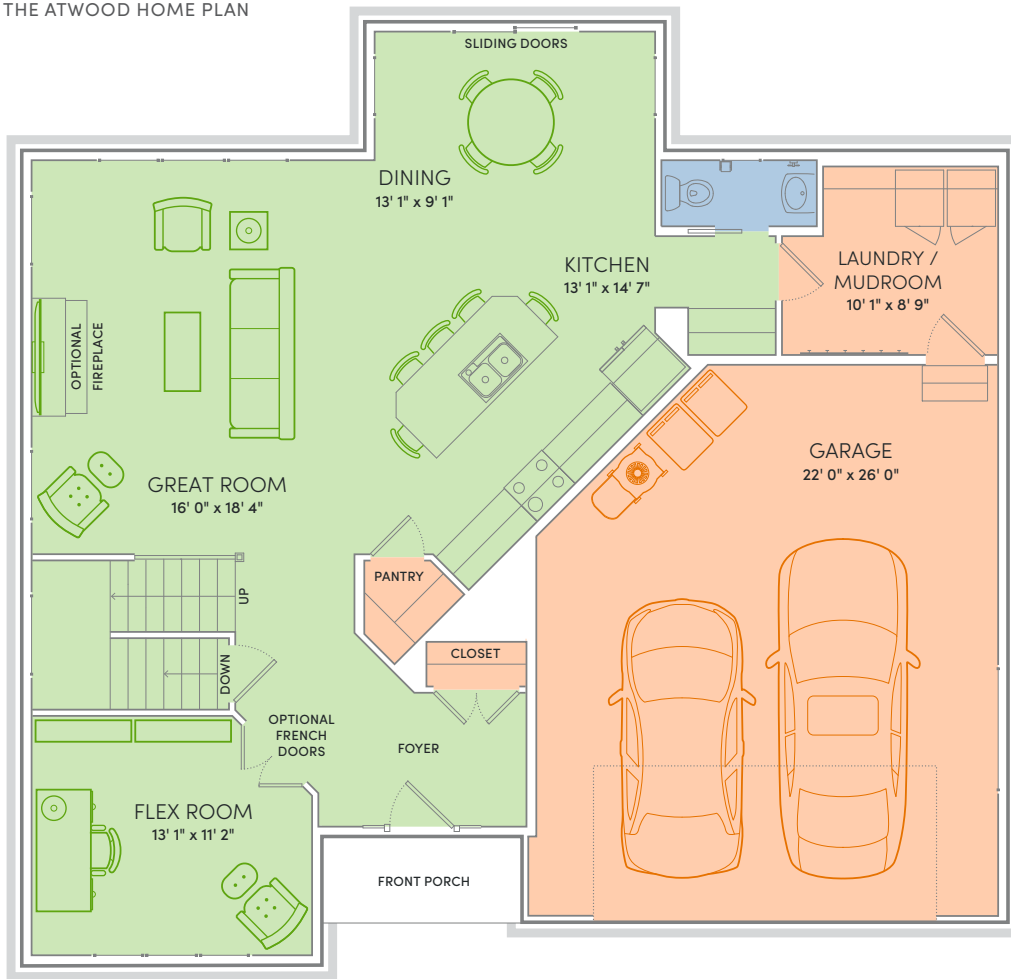 THE ATWOOD HOME PLAN
SLIDING DOORS
DINING
13' 1" x 9' 1"
KITCHEN
13' 1" x 14' 7"
LAUNDRY /
MUDROOM
10' 1" x 8' 9"
OPTIONAL
FIREPLACE
GREAT ROOM
16' 0" x 18' 4"
GARAGE
22' 0" x 26' 0"
PANTRY
UP
CLOSET
DOWN
OPTIONAL
FRENCH
DOORS
FOYER
FLEX ROOM
13' 1" x 11' 2"
FRONT PORCH